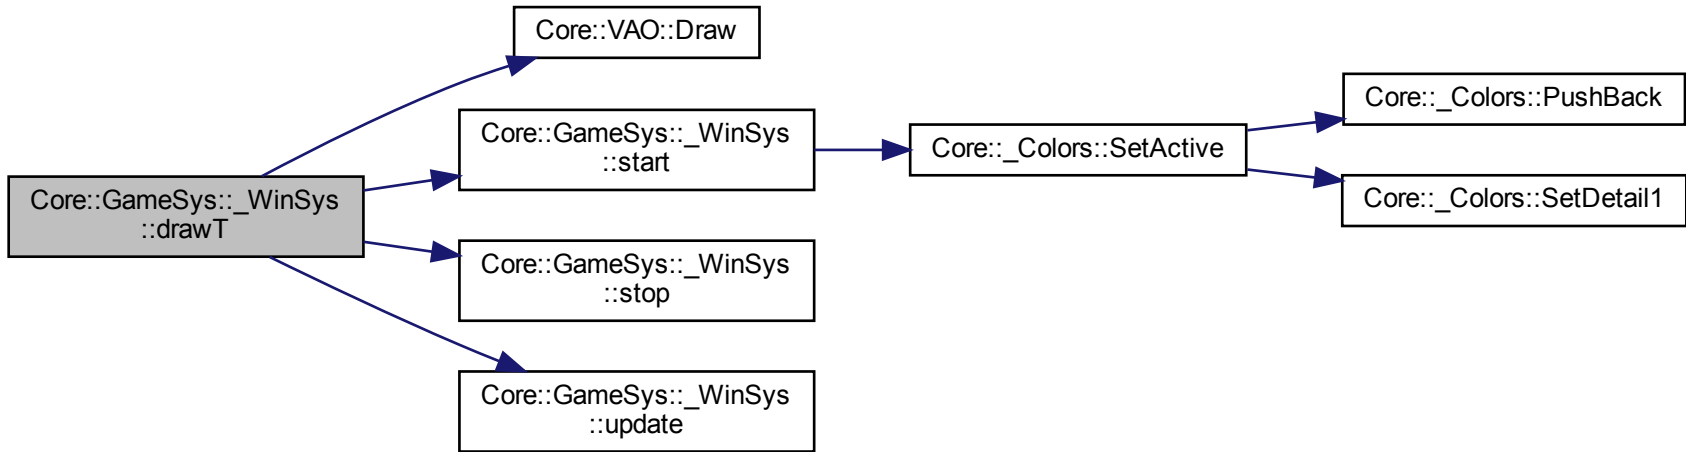 Core::GameSys::_WinSys
::drawT
Core::VAO::Draw
Core::GameSys::_WinSys
::start
Core::GameSys::_WinSys
::stop
Core::GameSys::_WinSys
::update
Core::_Colors::SetActive
Core::_Colors::PushBack
Core::_Colors::SetDetail1